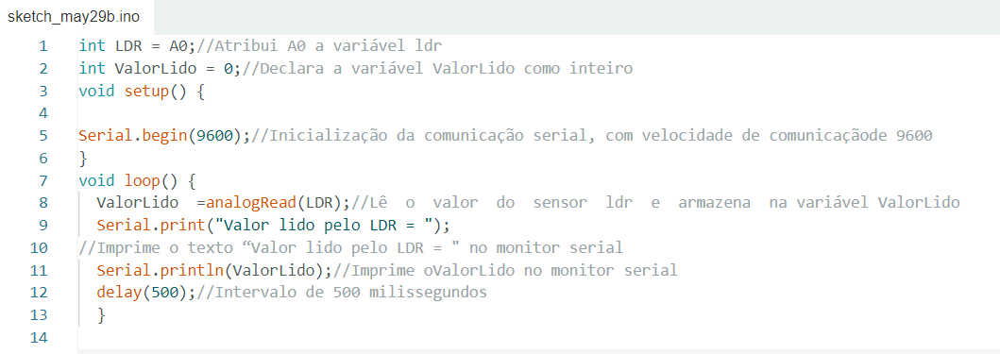 sketch_may29b.ino
1 int LDR = A0;//Atribui A0 a variável ldr
2 int ValorLido = 0;//Declara a variável ValorLido como inteiro
3 void setup() {
4
5 Serial.begin(9600);//Inicialização da comunicação serial, com velocidade de comunicaçãode 9600
6 }
7 void loop() {
8 ValorLido =analogRead(LDR);//Lê o valor do sensor ldr e armazena na variável ValorLido
9 Serial.print("Valor lido pelo LDR = ");
10 //Imprime o texto “Valor lido pelo LDR = " no monitor serial
11 Serial.println(ValorLido);//Imprime oValorLido no monitor serial
12 delay(500);//Intervalo de 500 milissegundos
13 }
14